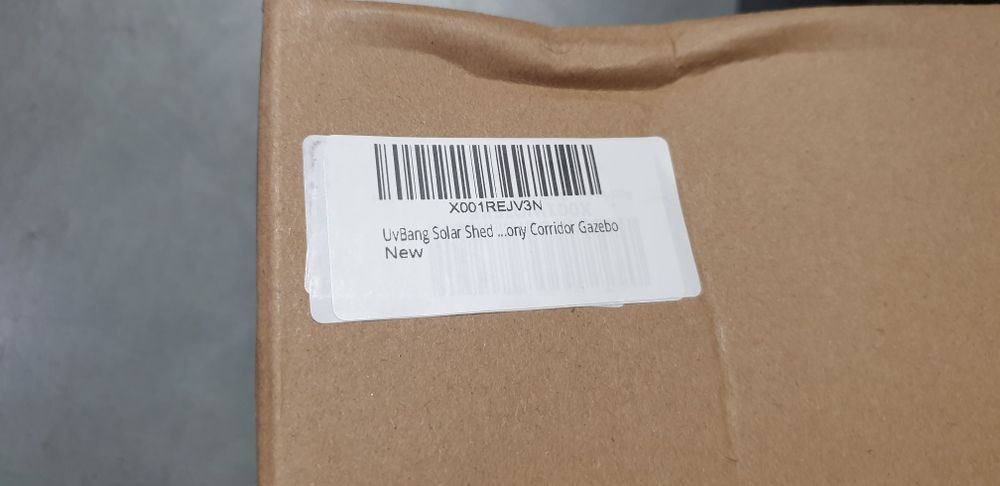 X001REJV3N
UvBang Solar Shed ...ony Corridor Gazebo
New